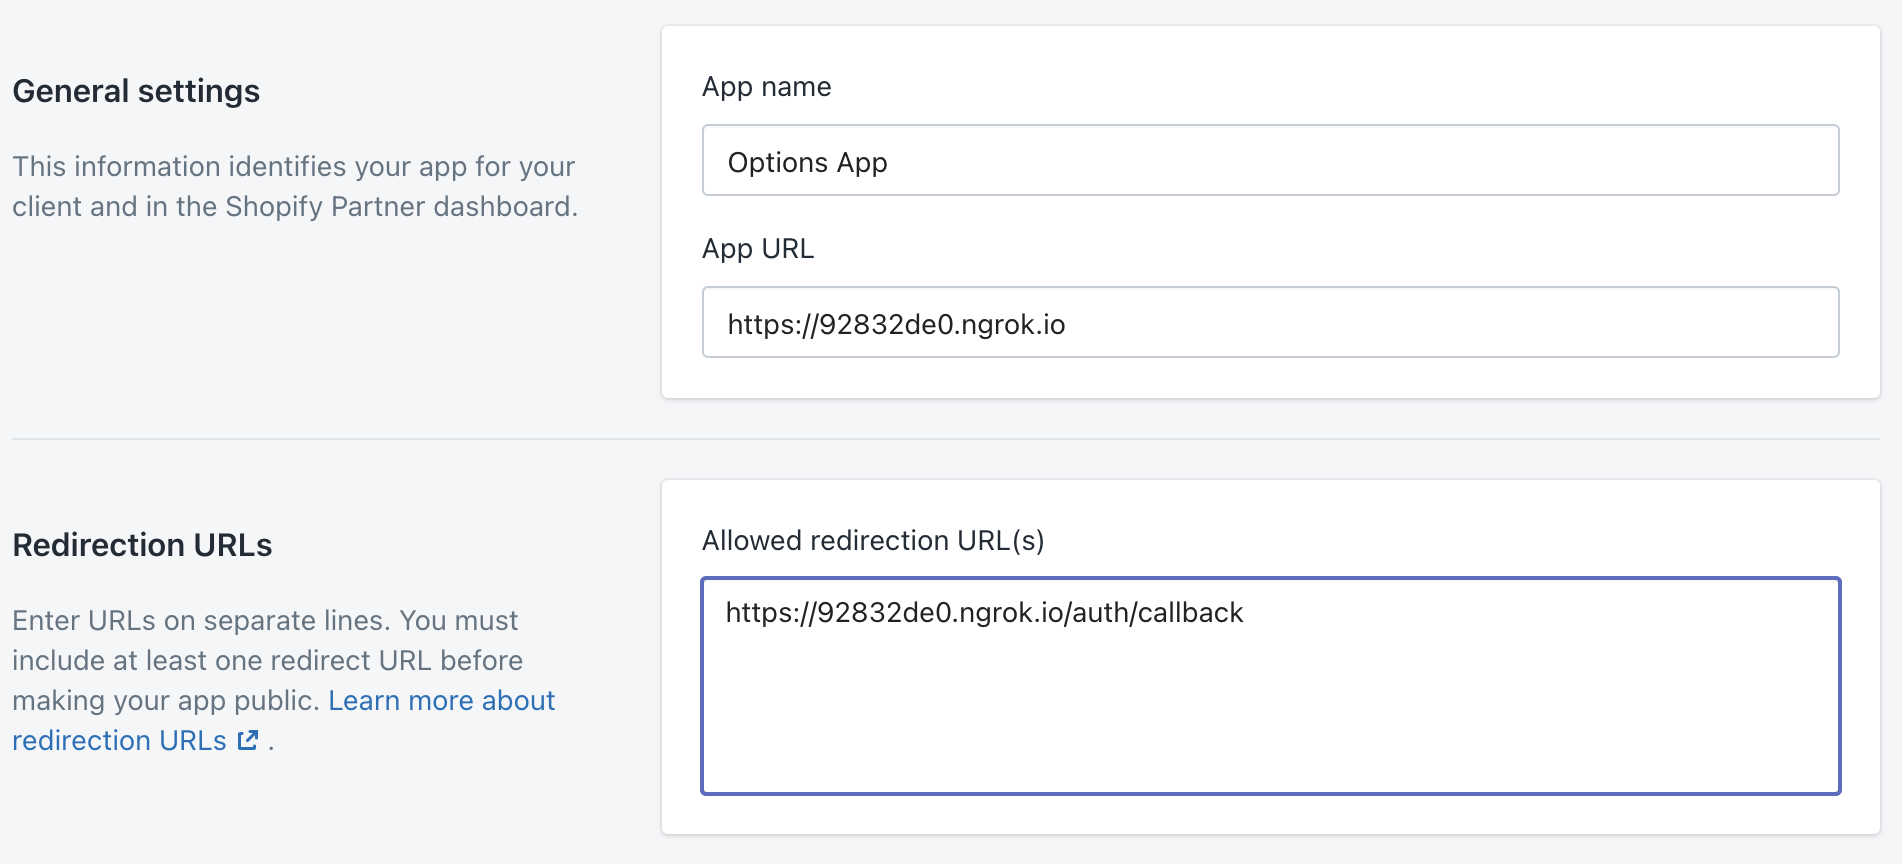 General settings
This information identifies your app for your
client and in the Shopify Partner dashboard.
App name
Options App
App URL
https://92832de0.ngrok.io
Redirection URLs
Enter URLs on separate lines. You must
include at least one redirect URL before
making your app public. Learn more about
redirection URLs .
Allowed redirection URL(s)
https://92832de0.ngrok.io/auth/callback